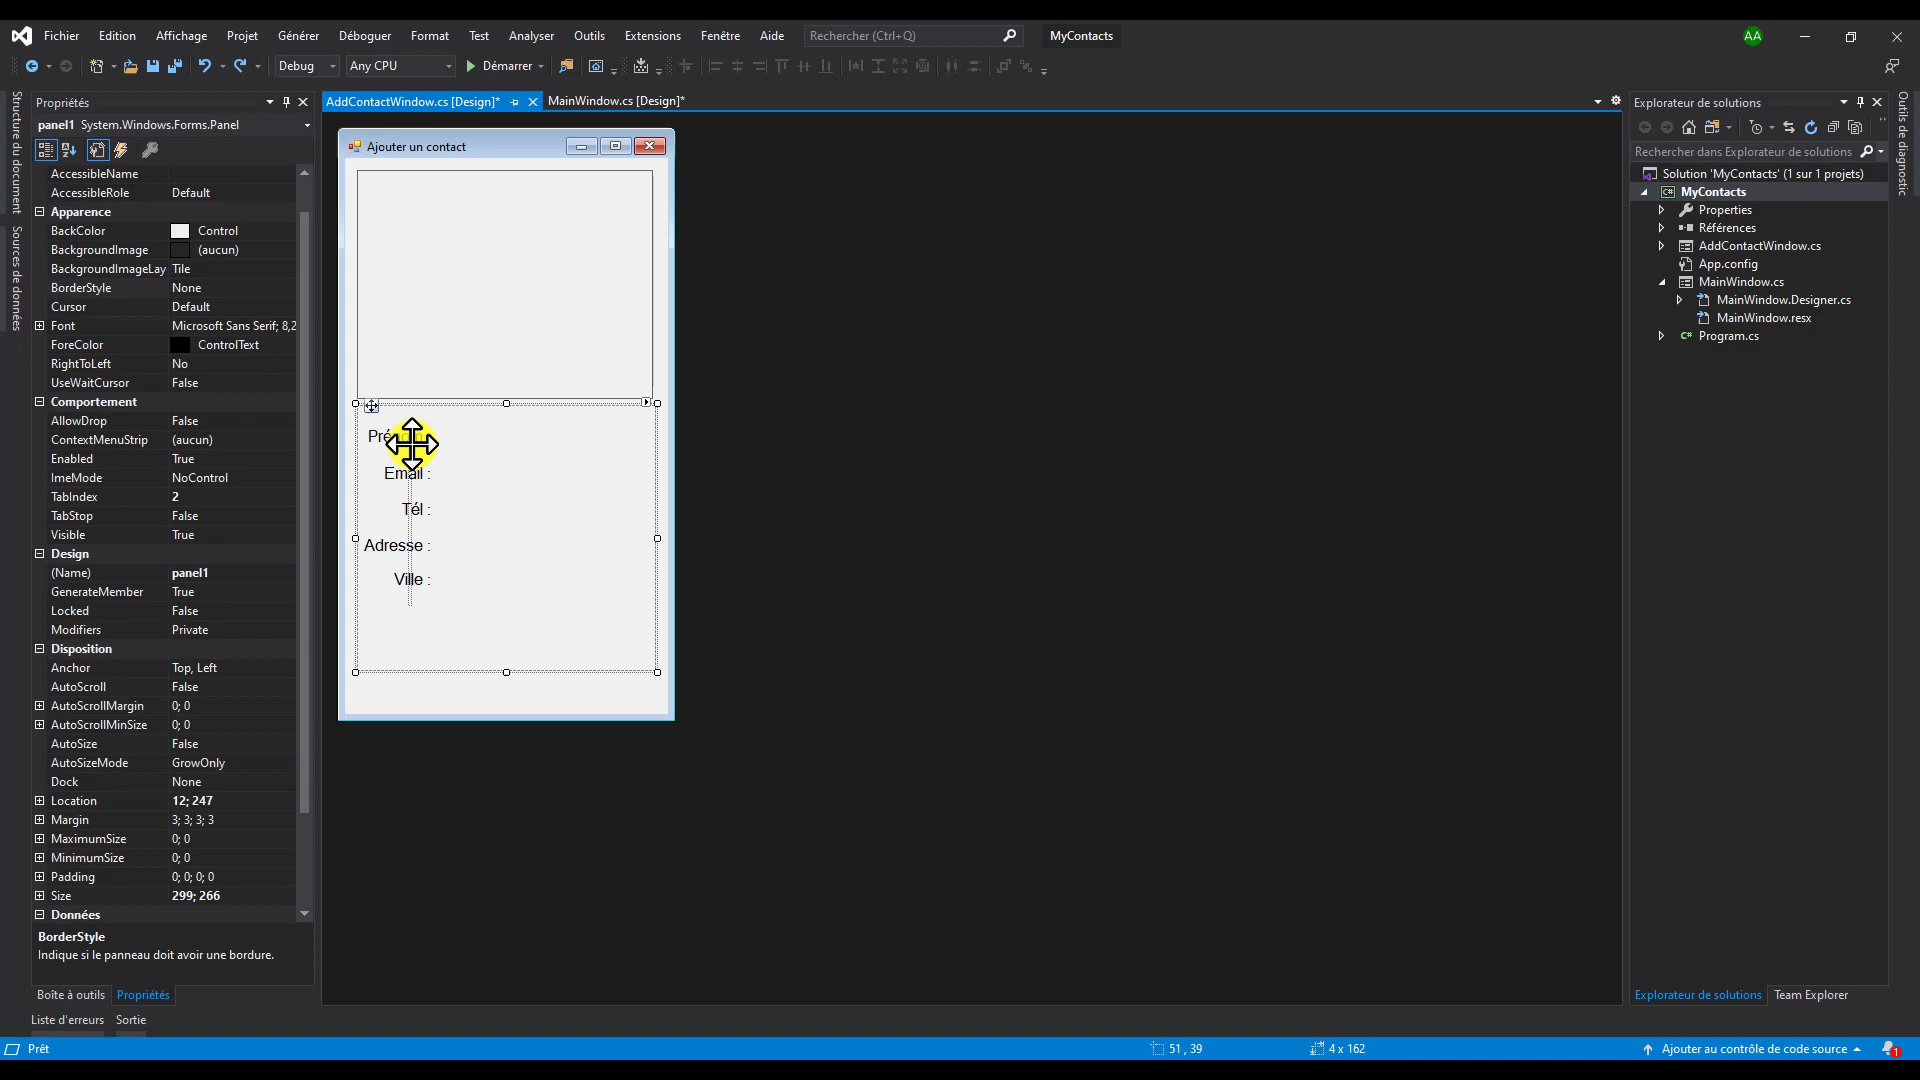 Fichier Edition Affichage Projet Générer Déboguer Format Test Analyser Outils Extensions Fenêtre Aide Rechercher (Ctrl+Q) MyContacts AA
Debug Any CPU Démarrer
Structure du document
Sources de données
Propriétés
panel1 System.Windows.Forms.Panel
AccessibleName
AccessibleRole Default
Apparence
BackColor Control
BackgroundImage (aucun)
BackgroundImageLay Tile
BorderStyle None
Cursor Default
Font Microsoft Sans Serif; 8,2
ForeColor ControlText
RightToLeft No
UseWaitCursor False
Comportement
AllowDrop False
ContextMenuStrip (aucun)
Enabled True
ImeMode NoControl
TabIndex 2
TabStop False
Visible True
Design
(Name) panel1
GenerateMember True
Locked False
Modifiers Private
Disposition
Anchor Top, Left
AutoScroll False
AutoScrollMargin 0; 0
AutoScrollMinSize 0; 0
AutoSize False
AutoSizeMode GrowOnly
Dock None
Location 12; 247
Margin 3; 3; 3; 3
MaximumSize 0; 0
MinimumSize 0; 0
Padding 0; 0; 0; 0
Size 299; 266
Données
BorderStyle
Indique si le panneau doit avoir une bordure.
Boîte à outils Propriétés
Liste d'erreurs Sortie
AddContactWindow.cs [Design]* MainWindow.cs [Design]*
Ajouter un contact
Email :
Tél :
Adresse :
Ville :
Explorateur de solutions
Rechercher dans Explorateur de solutions
Solution 'MyContacts' (1 sur 1 projets)
MyContacts
Properties
Références
AddContactWindow.cs
App.config
MainWindow.cs
MainWindow.Designer.cs
MainWindow.resx
Program.cs
Explorateur de solutions Team Explorer
Outils de diagnostic
Prêt 51 , 39 4 x 162 Ajouter au contrôle de code source 1